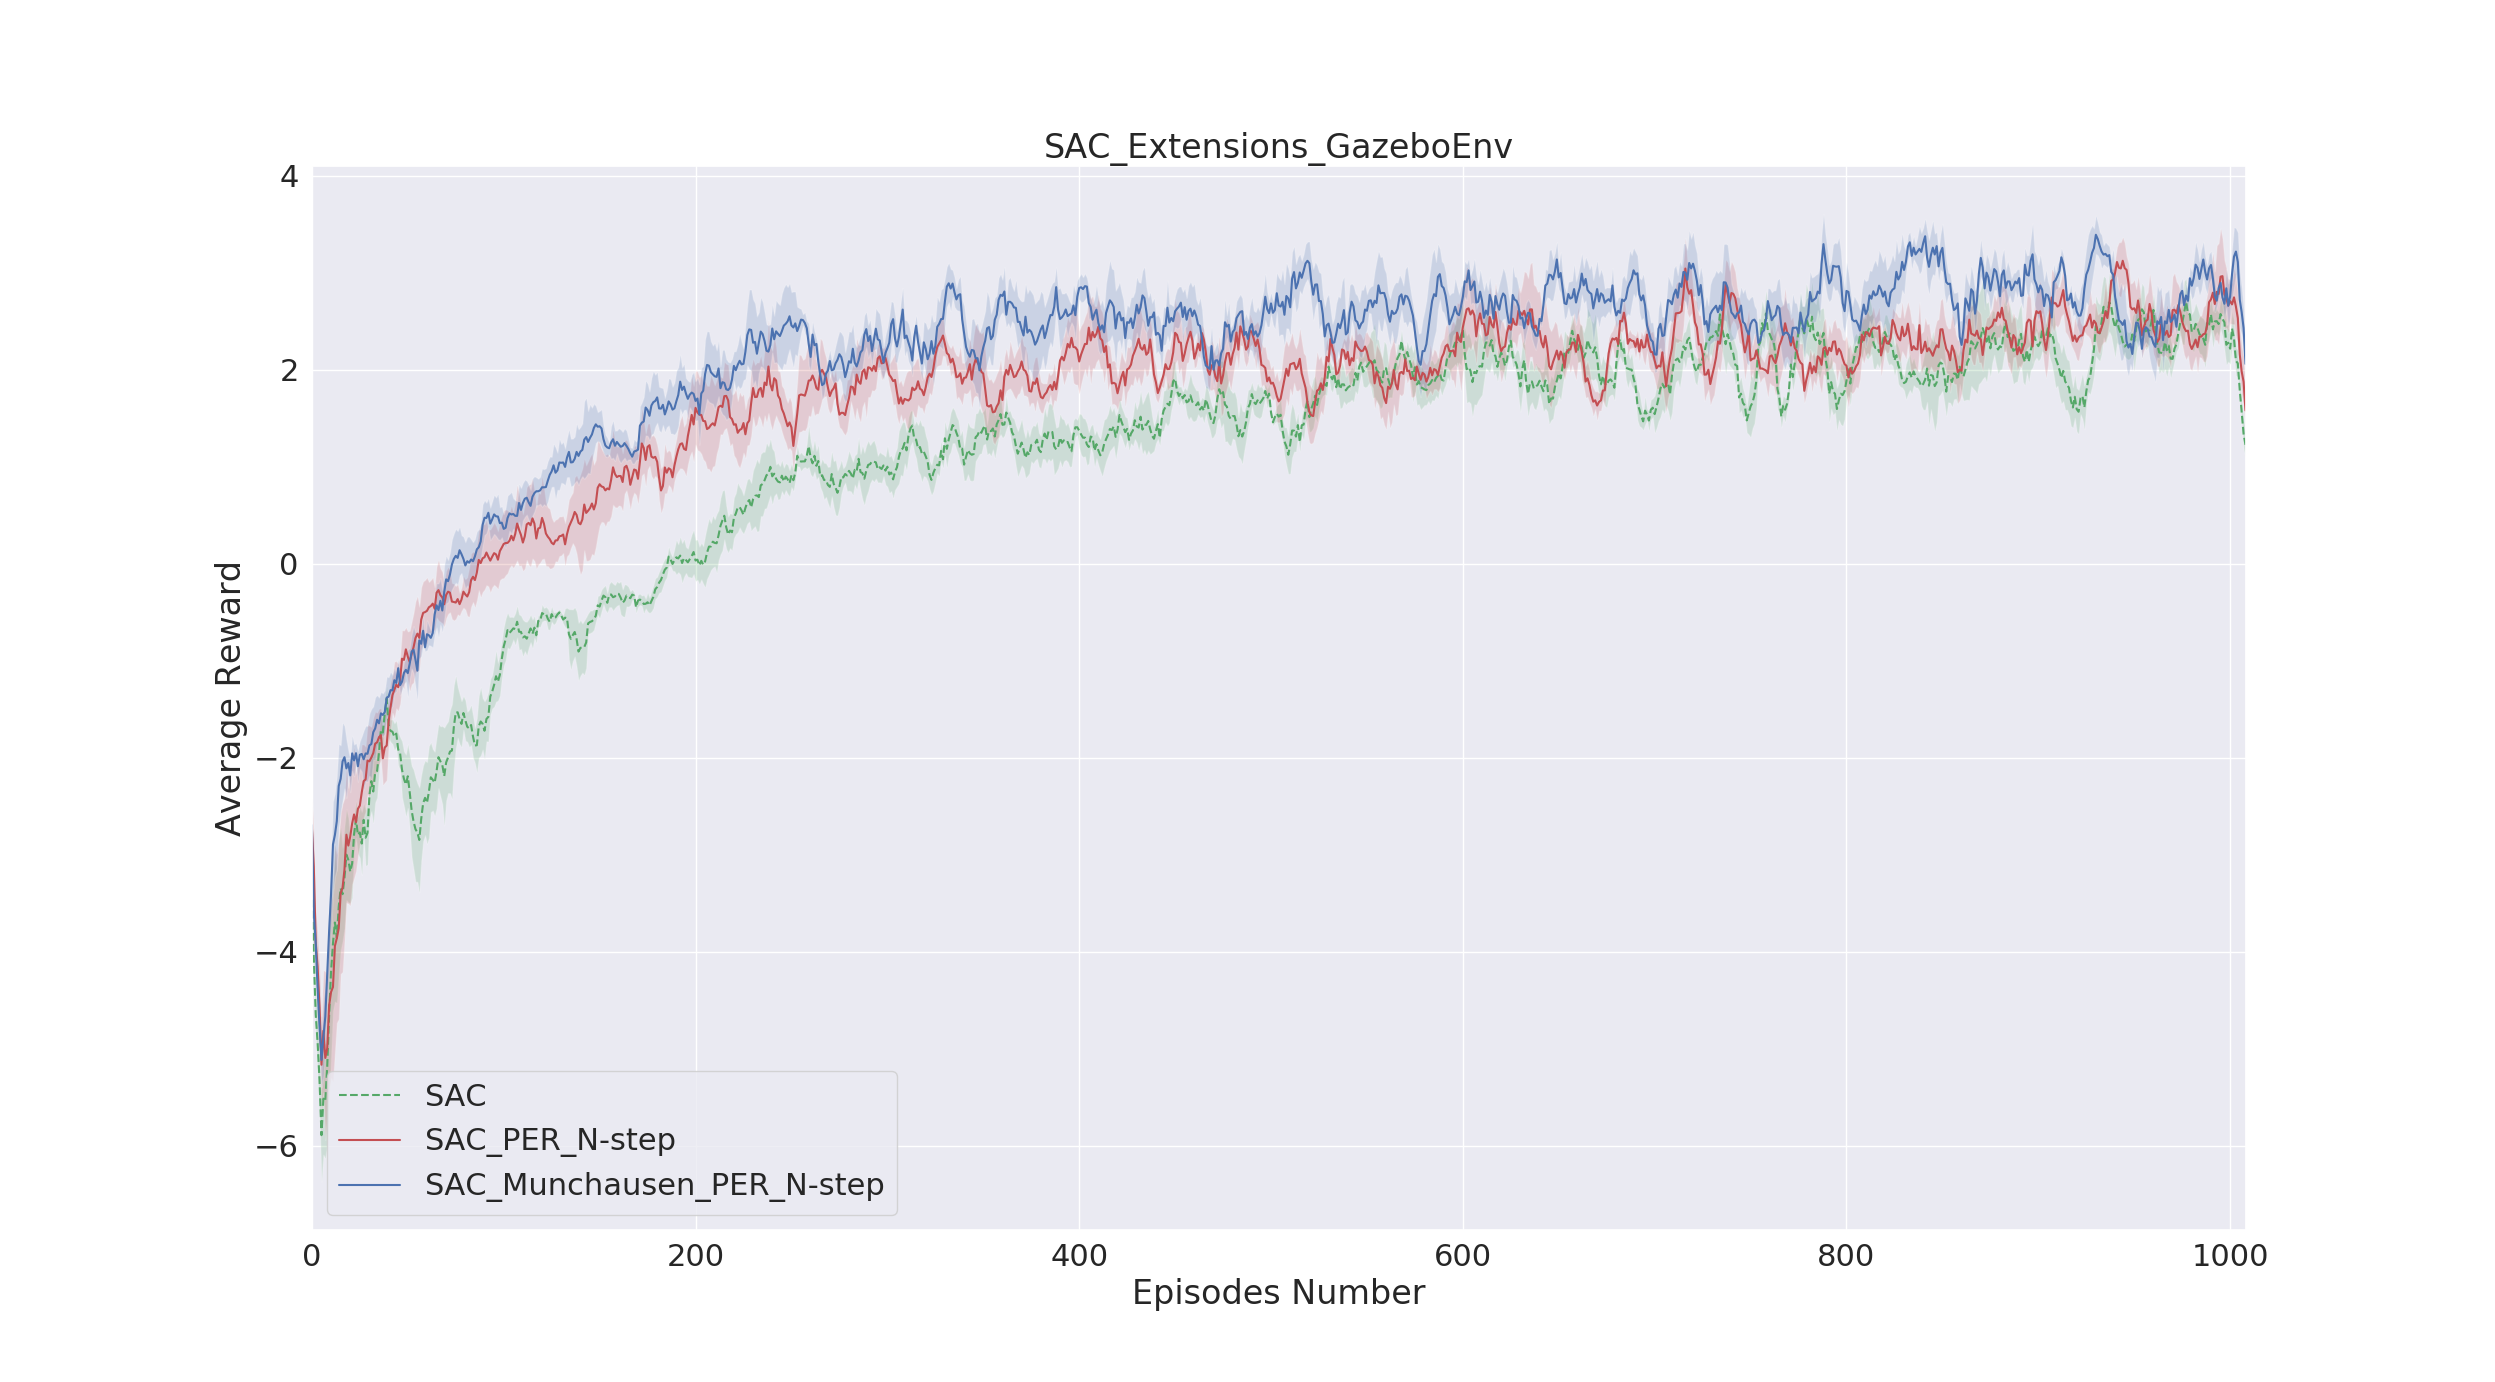 SAC_Extensions_GazeboEnv
4
2
0
−2
−4
−6
Average Reward
SAC
SAC_PER_N-step
SAC_Munchausen_PER_N-step
0 200 400 600 800 1000
Episodes Number